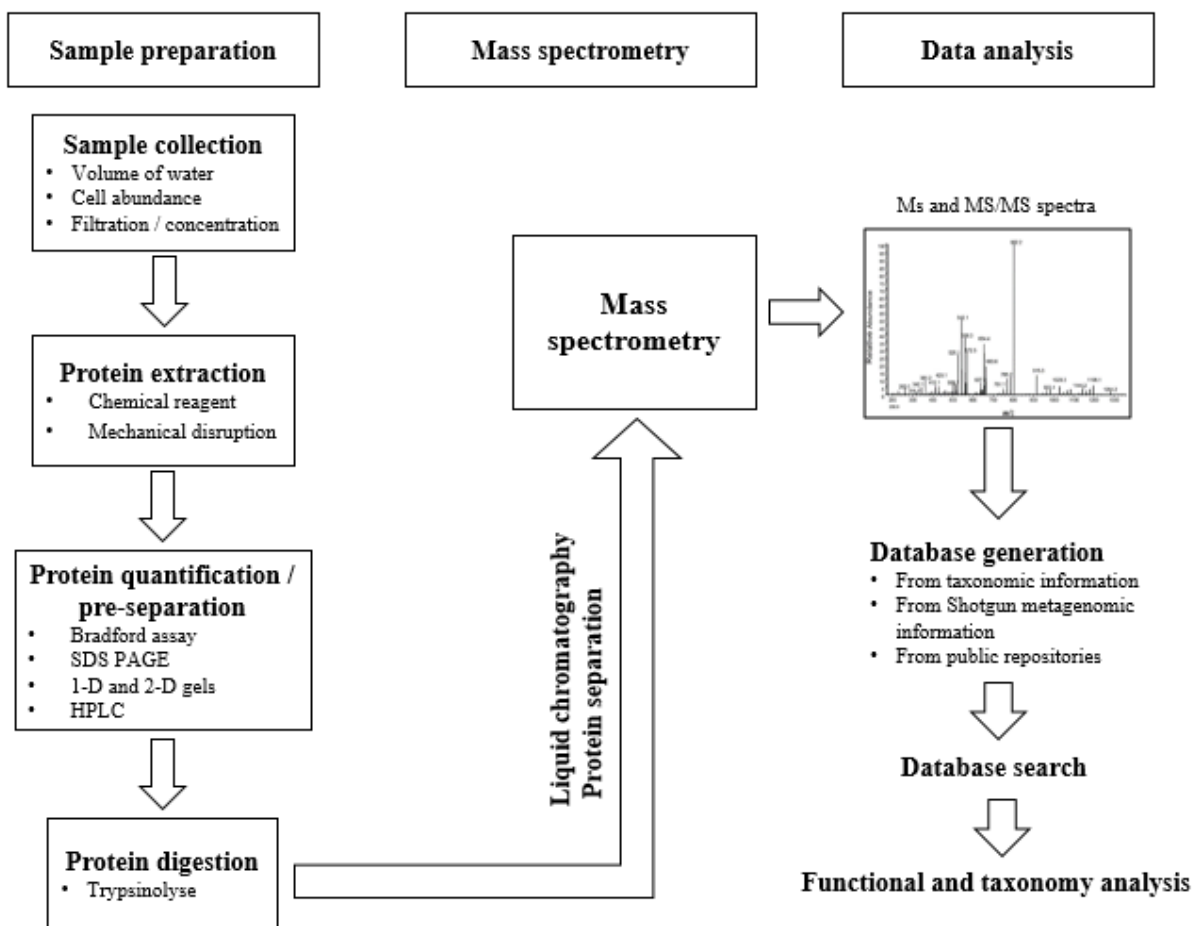 Sample preparation
Mass spectrometry
Data analysis
Sample collection
• Volume of water
• Cell abundance
• Filtration / concentration
Protein extraction
• Chemical reagent
• Mechanical disruption
Protein quantification /
pre-separation
• Bradford assay
• SDS PAGE
• 1-D and 2-D gels
• HPLC
Protein digestion
• Trypsinolyse
Liquid chromatography
Protein separation
Mass
spectrometry
Ms and MS/MS spectra
Relative Abundance
m/z
Database generation
• From taxonomic information
• From Shotgun metagenomic
information
• From public repositories
Database search
Functional and taxonomy analysis